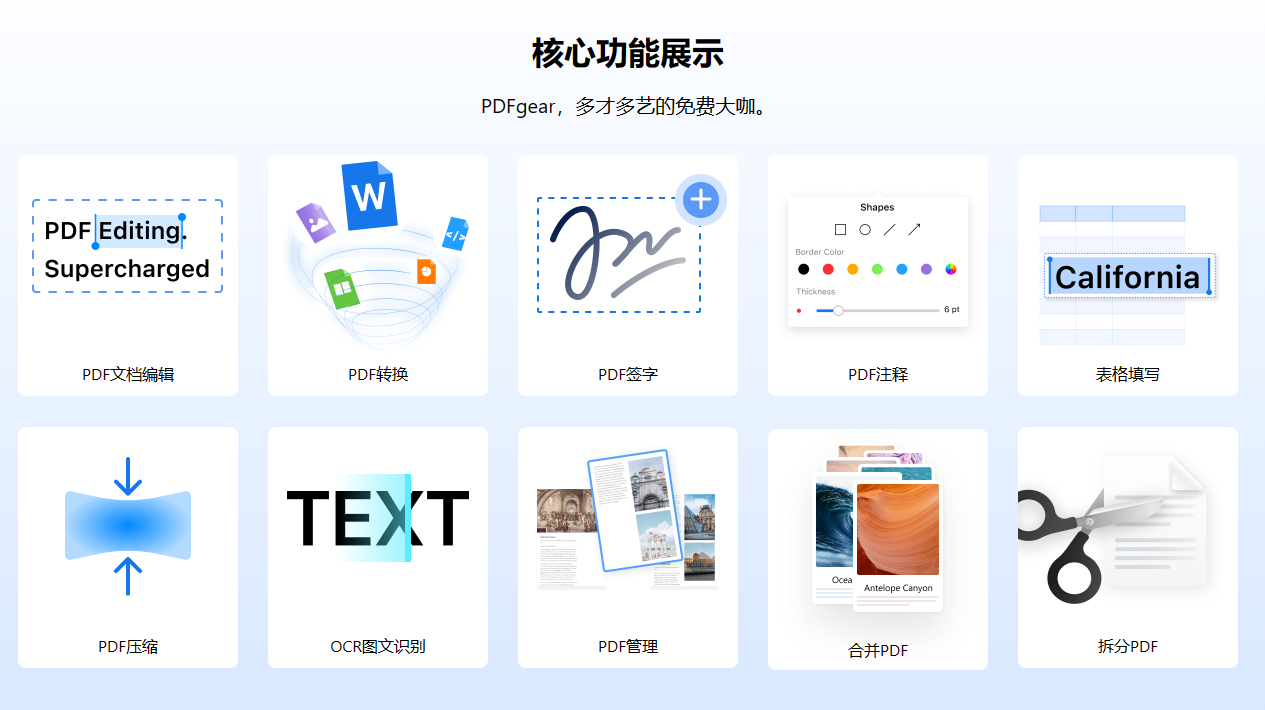 核心功能展示
PDFgear，多才多艺的免费大咖。
PDF Editing.
Supercharged
PDF文档编辑
W
</>
PDF转换
PDF签字
Shapes
Border Color
Thickness
6 pt
PDF注释
California
表格填写
PDF压缩
TEXT
OCR图文识别
PDF管理
Ocea
Antelope Canyon
合并PDF
拆分PDF